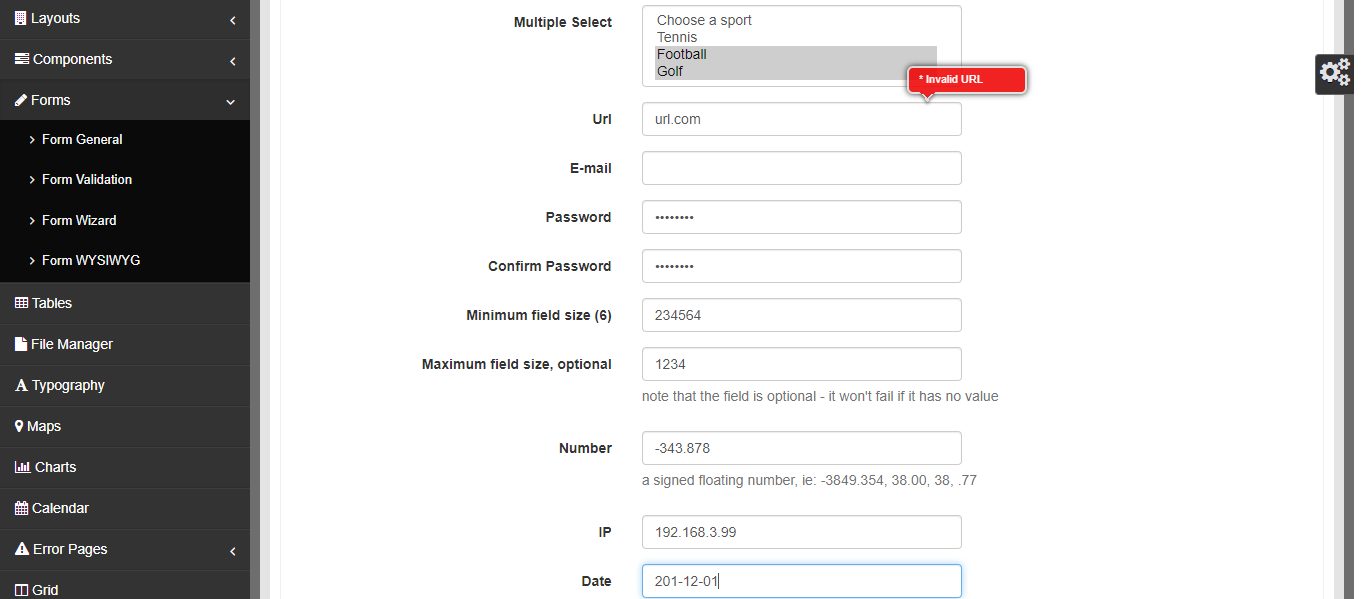 Layouts
Components
Forms
Form General
Form Validation
Form Wizard
Form WYSIWYG
Tables
File Manager
Typography
Maps
Charts
Calendar
Error Pages
Grid
Multiple Select
Choose a sport
Tennis
Football
Golf
* Invalid URL
Url url.com
E-mail
Password ••••••••
Confirm Password ••••••••
Minimum field size (6) 234564
Maximum field size, optional 1234
note that the field is optional - it won't fail if it has no value
Number -343.878
a signed floating number, ie: -3849.354, 38.00, 38, .77
IP 192.168.3.99
Date 201-12-01